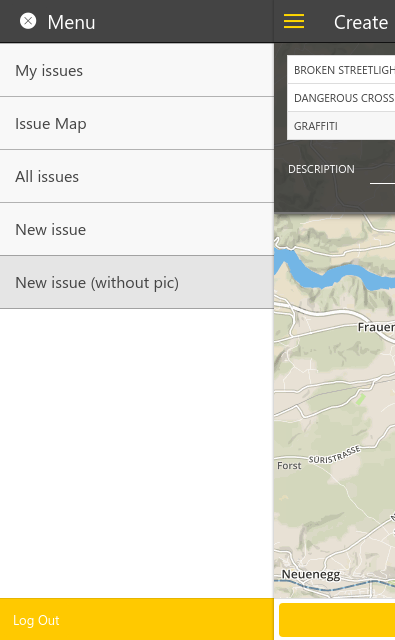 Menu
My issues
Issue Map
All issues
New issue
New issue (without pic)
Log Out
Create
BROKEN STREETLIGH
DANGEROUS CROSS
GRAFFITI
DESCRIPTION
Frauen
SÜRISTRASSE
Forst
Neuenegg